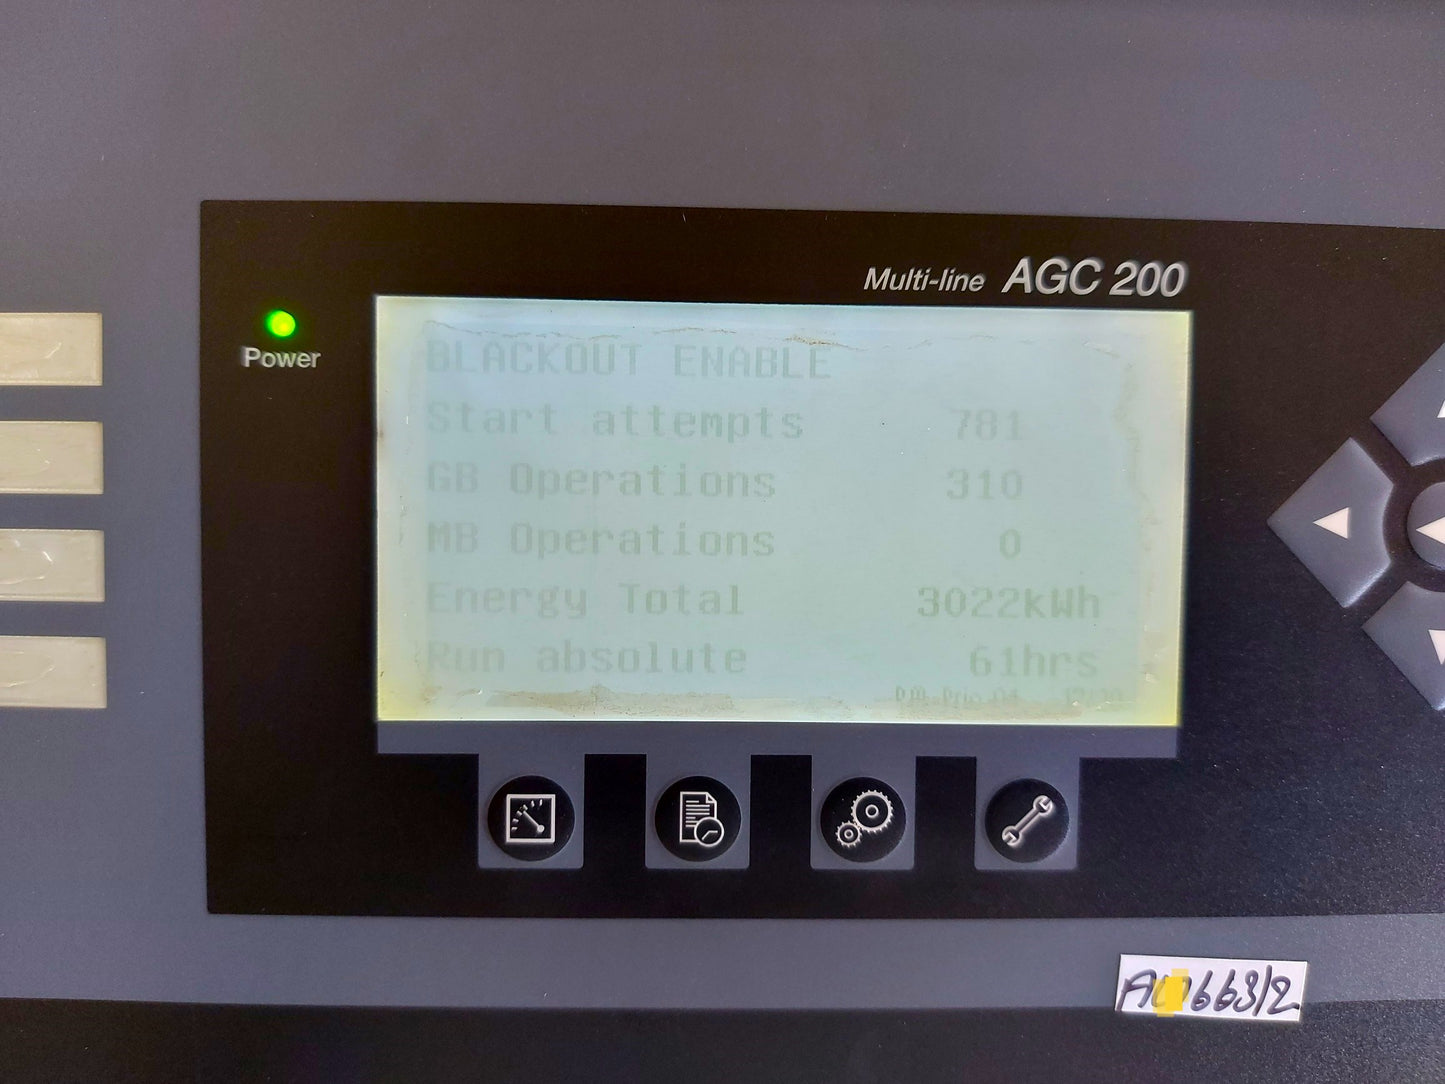 Multi-line AGC 200
Power
BLACKOUT ENABLE
Start attempts 781
GB Operations 310
MB Operations 0
Energy Total 3022kWh
Run absolute 61hrs